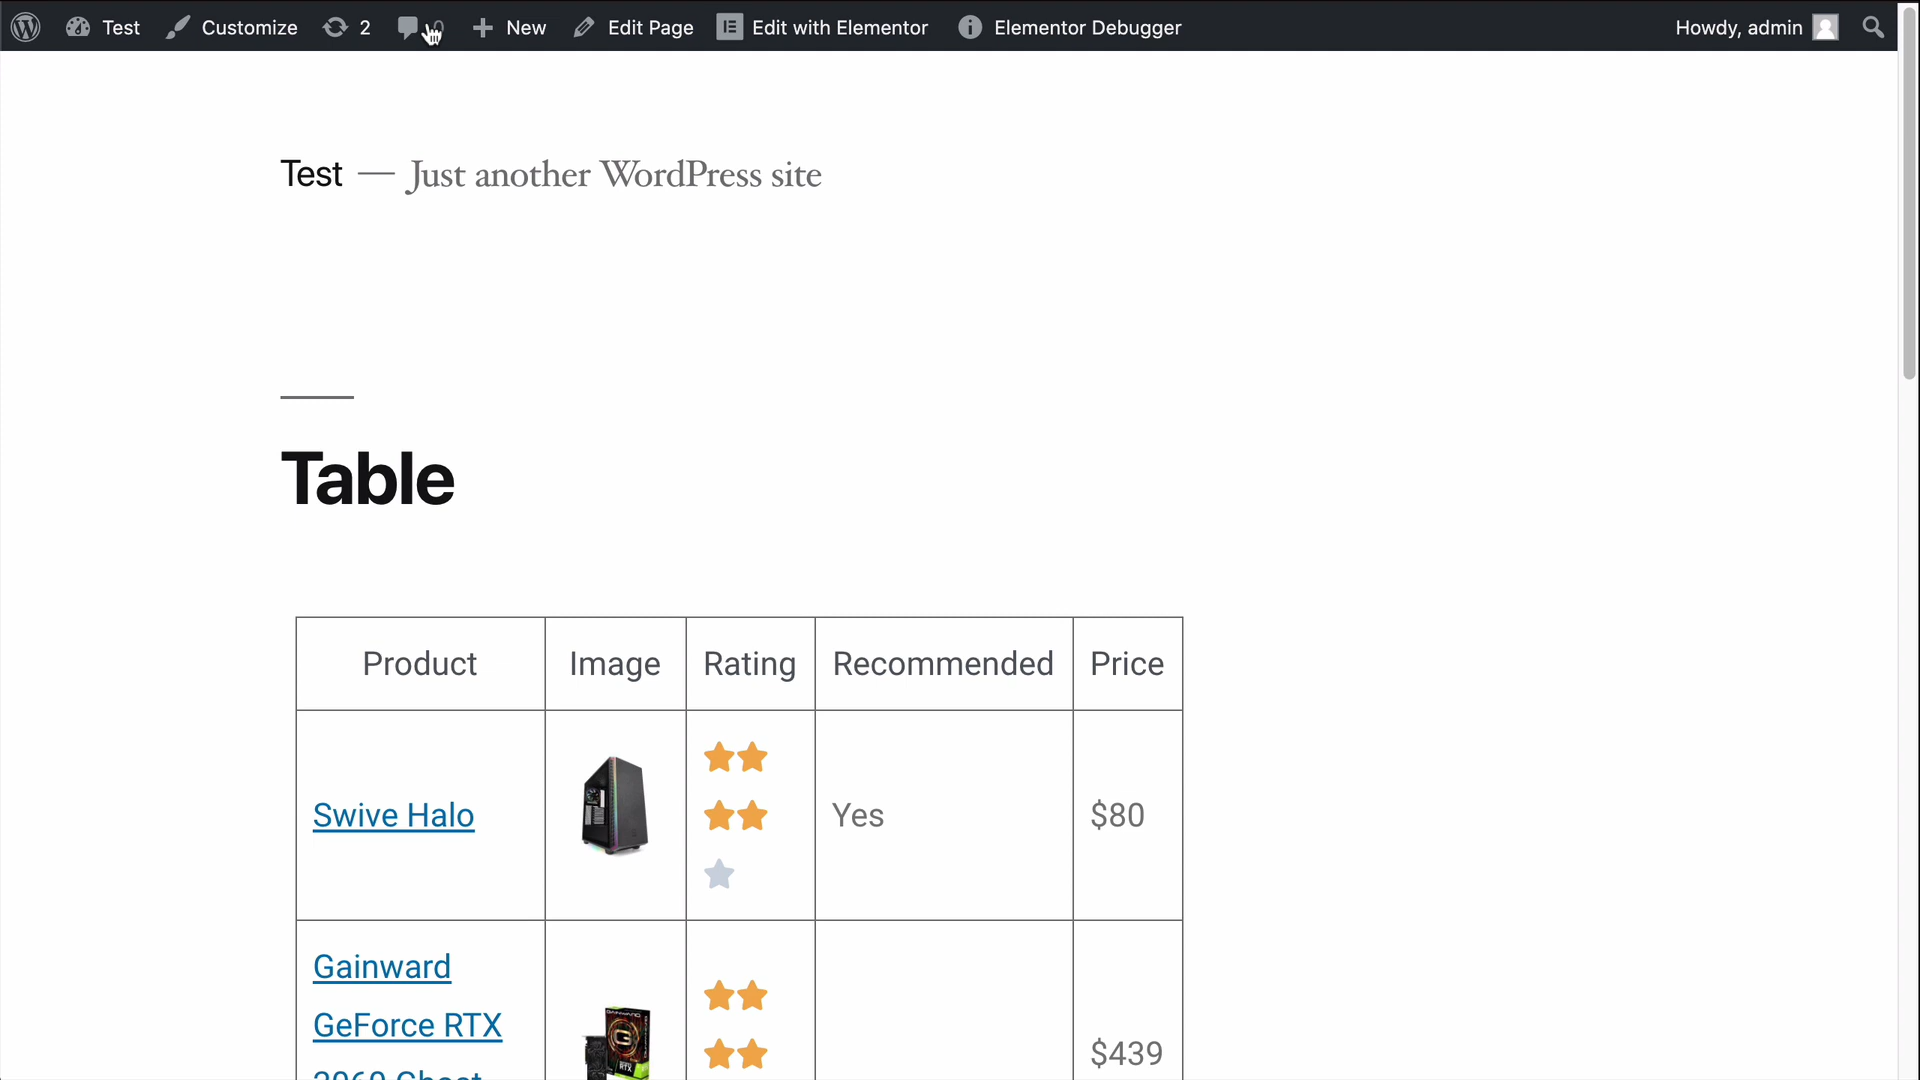 Test Customize 2 New Edit Page Edit with Elementor Elementor Debugger Howdy, admin
Test — Just another WordPress site
Table
Product Image Rating Recommended Price
Swive Halo Yes $80
Gainward
GeForce RTX
$439